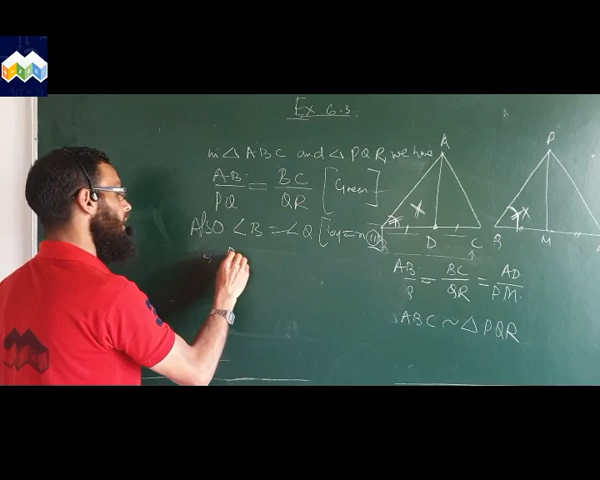 Ex 6.3
in △ ABC and △ PQR, we have
AB/PQ = BC/QR [Given]
Also ∠B = ∠Q [
A
P
D C
M
AB = BC/QR = AD/PM
ABC ~ △ PQR